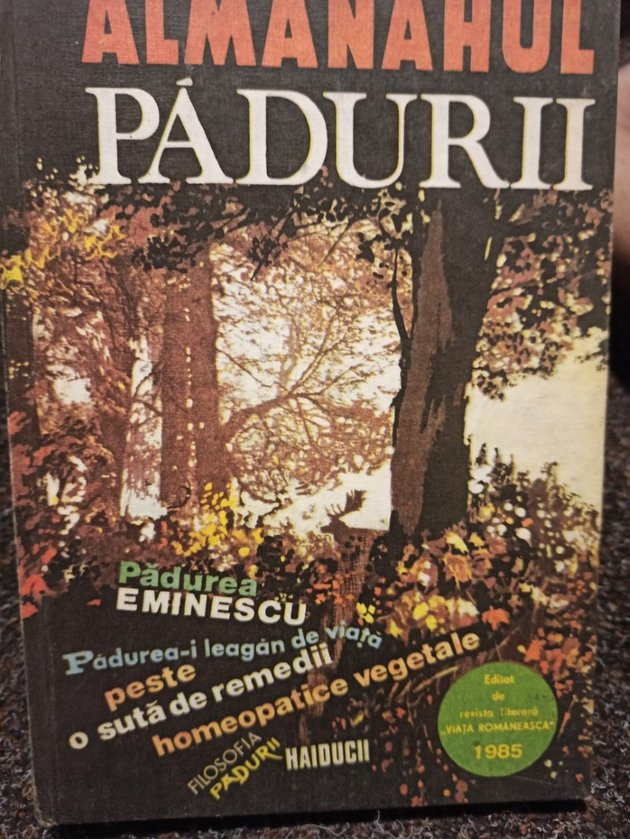 ALMANAHUL
PĂDURII
Pădurea
EMINESCU
Pădurea-i leagăn de viață
peste
o sută de remedii
homeopatice vegetale
FILOSOFIA
PĂDURII
HAIDUCII
Editat
de
revista literară
„VIAȚA ROMÂNEASCĂ"
1985